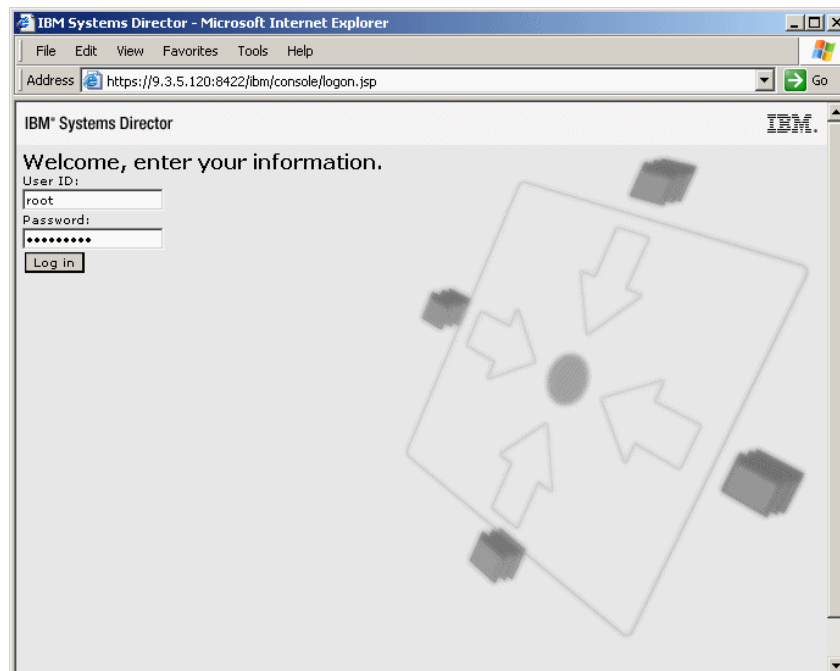 IBM Systems Director - Microsoft Internet Explorer
File Edit View Favorites Tools Help
Address https://9.3.5.120:8422/ibm/console/logon.jsp Go
IBM® Systems Director IBM.
Welcome, enter your information.
User ID:
root
Password:
•••••••••
Log in